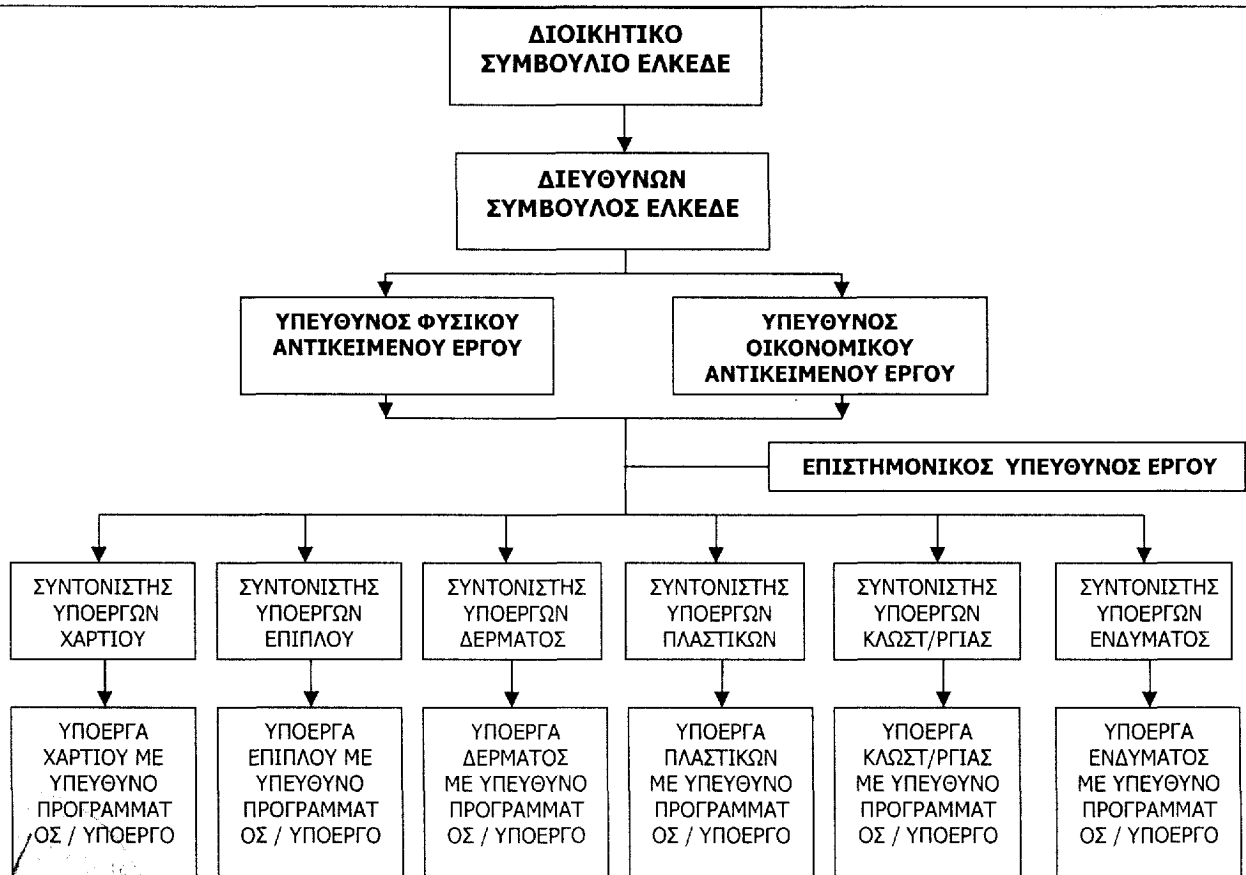 ΔΙΟΙΚΗΤΙΚΟ
ΣΥΜΒΟΥΛΙΟ ΕΛΚΕΔΕ
ΔΙΕΥΘΥΝΩΝ
ΣΥΜΒΟΥΛΟΣ ΕΛΚΕΔΕ
ΥΠΕΥΘΥΝΟΣ ΦΥΣΙΚΟΥ
ΑΝΤΙΚΕΙΜΕΝΟΥ ΕΡΓΟΥ
ΥΠΕΥΘΥΝΟΣ
ΟΙΚΟΝΟΜΙΚΟΥ
ΑΝΤΙΚΕΙΜΕΝΟΥ ΕΡΓΟΥ
ΕΠΙΣΤΗΜΟΝΙΚΟΣ ΥΠΕΥΘΥΝΟΣ ΕΡΓΟΥ
ΣΥΝΤΟΝΙΣΤΗΣ
ΥΠΟΕΡΓΩΝ
ΧΑΡΤΙΟΥ
ΣΥΝΤΟΝΙΣΤΗΣ
ΥΠΟΕΡΓΩΝ
ΕΠΙΠΛΟΥ
ΣΥΝΤΟΝΙΣΤΗΣ
ΥΠΟΕΡΓΩΝ
ΔΕΡΜΑΤΟΣ
ΣΥΝΤΟΝΙΣΤΗΣ
ΥΠΟΕΡΓΩΝ
ΠΛΑΣΤΙΚΩΝ
ΣΥΝΤΟΝΙΣΤΗΣ
ΥΠΟΕΡΓΩΝ
ΚΛΩΣΤ/ΡΓΙΑΣ
ΣΥΝΤΟΝΙΣΤΗΣ
ΥΠΟΕΡΓΩΝ
ΕΝΔΥΜΑΤΟΣ
ΥΠΟΕΡΓΑ
ΧΑΡΤΙΟΥ ΜΕ
ΥΠΕΥΘΥΝΟ
ΠΡΟΓΡΑΜΜΑΤ
ΟΣ / ΥΠΟΕΡΓΟ
ΥΠΟΕΡΓΑ
ΕΠΙΠΛΟΥ ΜΕ
ΥΠΕΥΘΥΝΟ
ΠΡΟΓΡΑΜΜΑΤ
ΟΣ / ΥΠΟΕΡΓΟ
ΥΠΟΕΡΓΑ
ΔΕΡΜΑΤΟΣ
ΜΕ ΥΠΕΥΘΥΝΟ
ΠΡΟΓΡΑΜΜΑΤ
ΟΣ / ΥΠΟΕΡΓΟ
ΥΠΟΕΡΓΑ
ΠΛΑΣΤΙΚΩΝ
ΜΕ ΥΠΕΥΘΥΝΟ
ΠΡΟΓΡΑΜΜΑΤ
ΟΣ / ΥΠΟΕΡΓΟ
ΥΠΟΕΡΓΑ
ΚΛΩΣΤ/ΡΓΙΑΣ
ΜΕ ΥΠΕΥΘΥΝΟ
ΠΡΟΓΡΑΜΜΑΤ
ΟΣ / ΥΠΟΕΡΓΟ
ΥΠΟΕΡΓΑ
ΕΝΔΥΜΑΤΟΣ
ΜΕ ΥΠΕΥΘΥΝΟ
ΠΡΟΓΡΑΜΜΑΤ
ΟΣ / ΥΠΟΕΡΓΟ